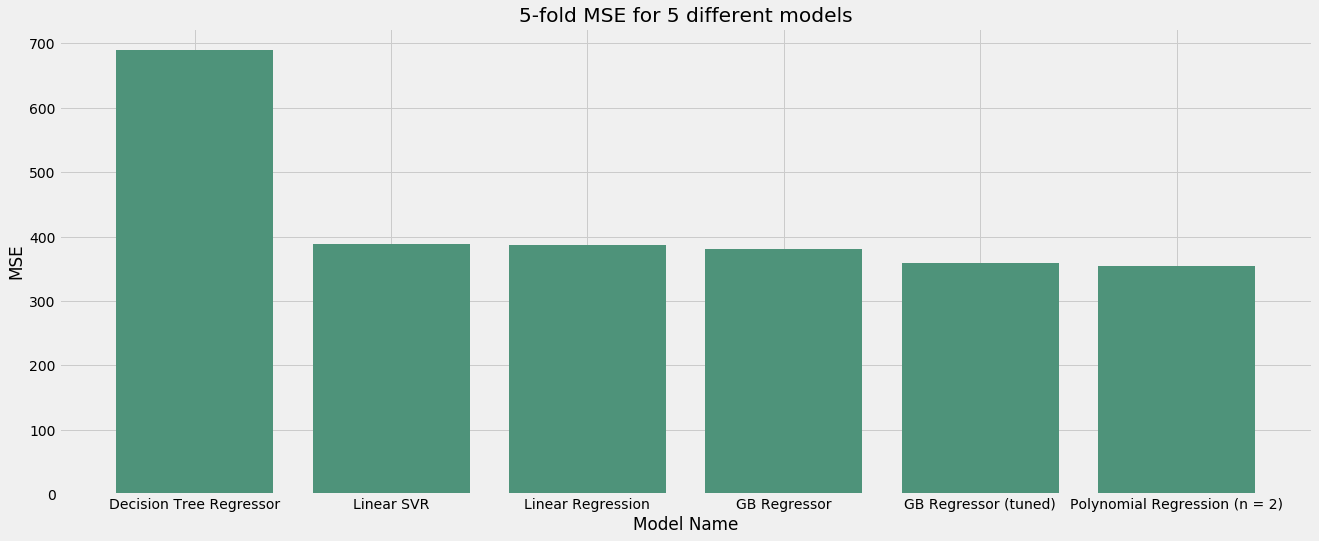 5-fold MSE for 5 different models
700
600
500
400
300
200
100
0
MSE
Decision Tree Regressor
Linear SVR
Linear Regression
GB Regressor
GB Regressor (tuned)
Polynomial Regression (n = 2)
Model Name